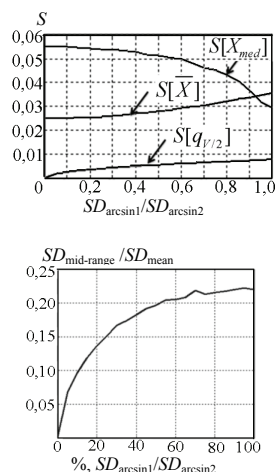 S
0,06
0,05
0,04
0,03
0,02
0,01
S[X_med]
S[X̅]
S[q_V/2]
0 0,2 0,4 0,6 0,8 1,0
SD_arcsin1/SD_arcsin2
SD_mid-range /SD_mean
0,25
0,20
0,15
0,10
0,05
0 20 40 60 80 100
%, SD_arcsin1/SD_arcsin2